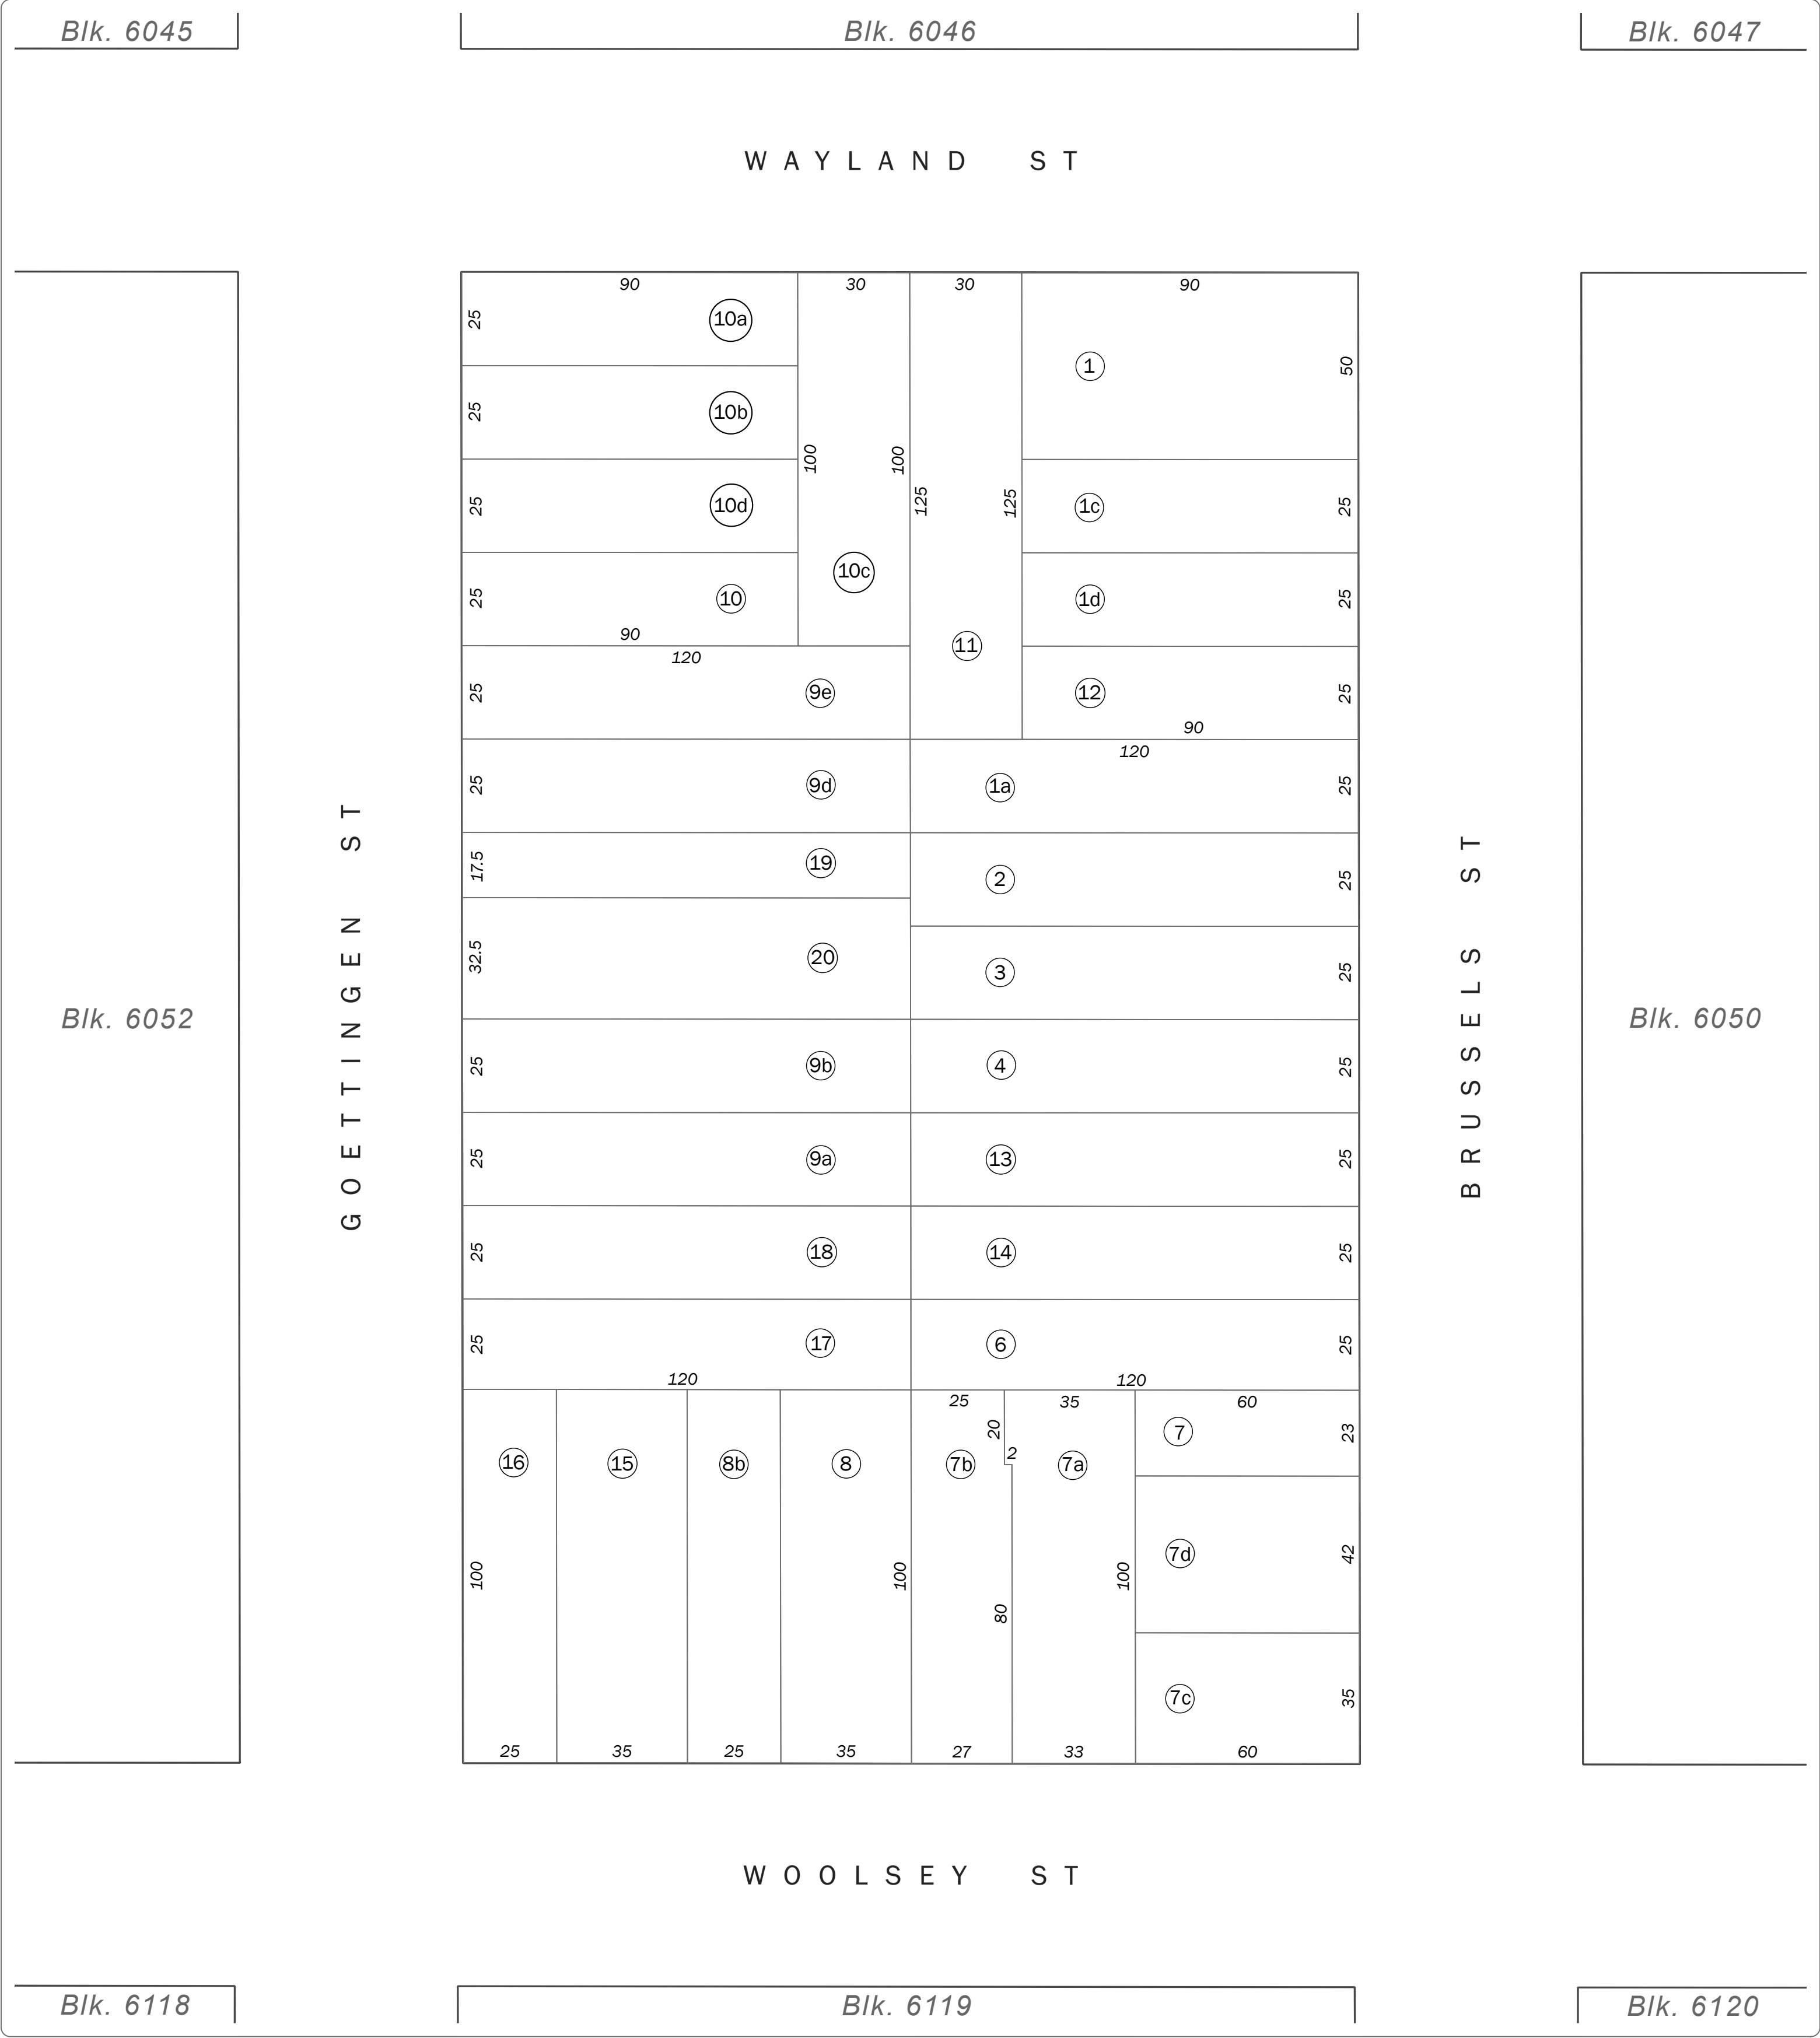 Blk. 6045
Blk. 6046
Blk. 6047
WAYLAND ST
90
30
30
90
25
10a
1
50
25
10b
100
100
125
125
25
10d
1c
25
10c
25
10
1d
25
90
11
120
25
9e
12
25
90
120
25
9d
1a
25
17.5
19
2
25
32.5
20
3
25
Blk. 6052
GOETTINGEN ST
BRUSSELS ST
Blk. 6050
25
9b
4
25
25
9a
13
25
25
18
14
25
25
17
6
25
120
120
25
35
60
20
2
7
23
16
15
8b
8
7b
7a
7d
42
100
100
80
100
7c
35
25
35
25
35
27
33
60
WOOLSEY ST
Blk. 6118
Blk. 6119
Blk. 6120